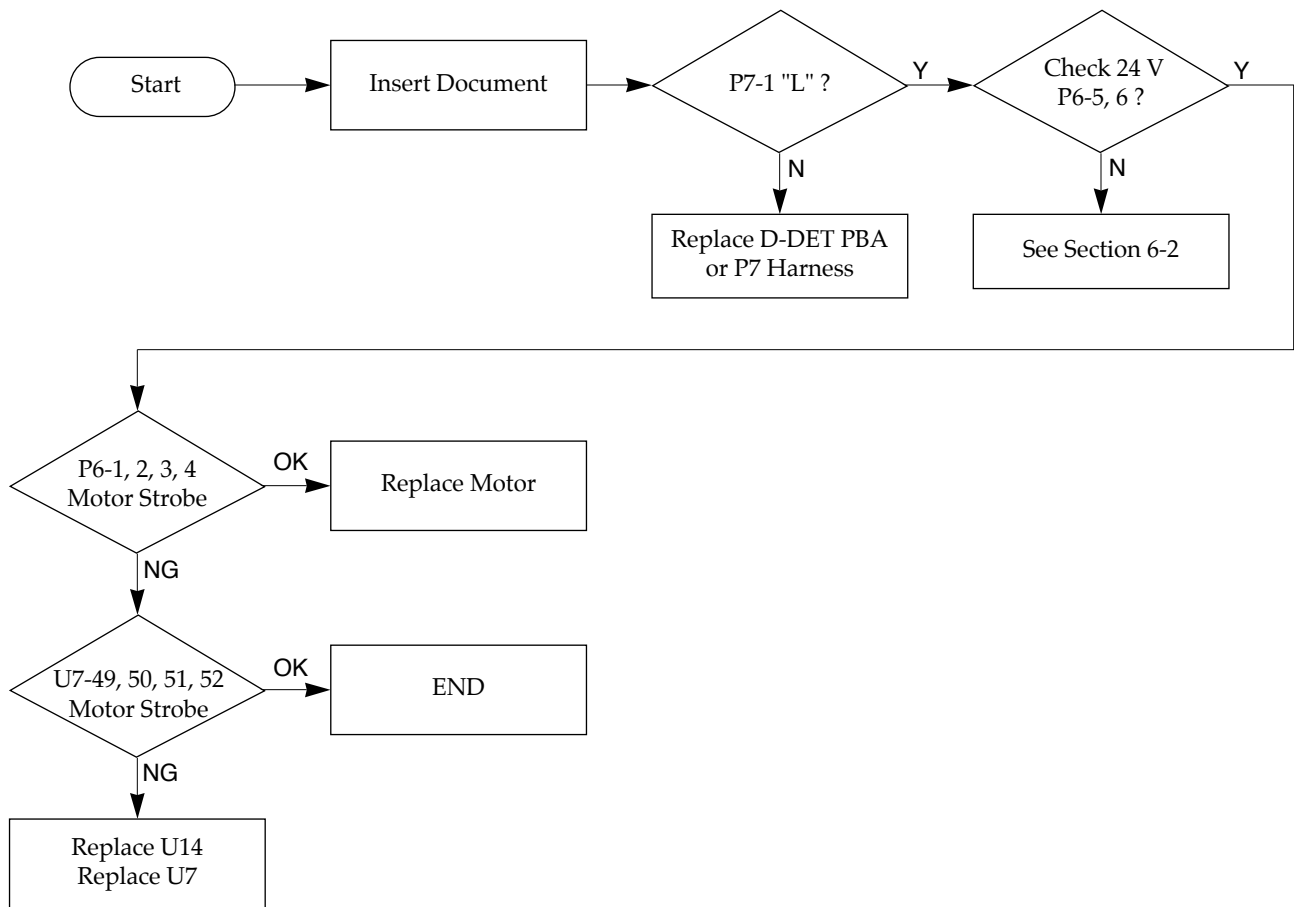 Start
Insert Document
P7-1 "L" ?
Y
Check 24 V
P6-5, 6 ?
Y
N
N
Replace D-DET PBA
or P7 Harness
See Section 6-2
P6-1, 2, 3, 4
Motor Strobe
OK
Replace Motor
NG
U7-49, 50, 51, 52
Motor Strobe
OK
END
NG
Replace U14
Replace U7